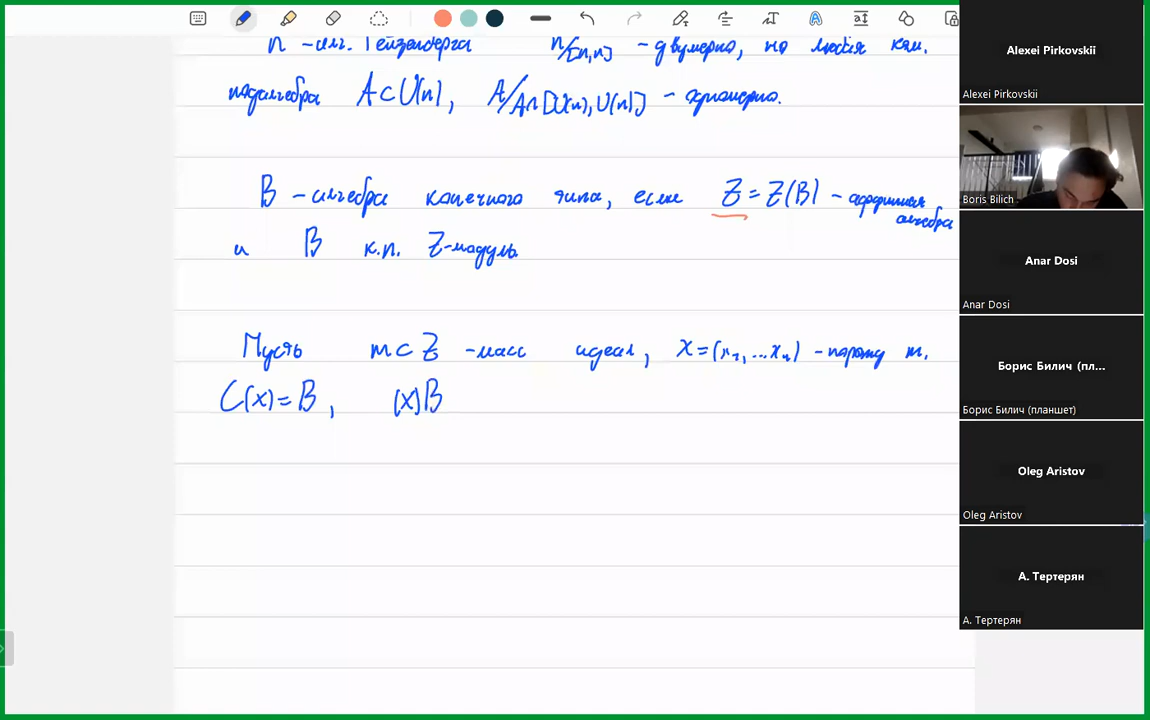 n - алг. Гейзенберга n/[n,n] - двумерно, но любая ком.
подалгебра A⊂U(n), A/A∩[U(n),U(n)] - одномерно.
B - алгебра конечного типа, если Z = Z(B) - аффинная алгебра
и B к.п. Z-модуль
Пусть m⊂Z - макс идеал, x=(x₁,...xₙ) - порожд m.
C(x)=B, (x)B
Alexei Pirkovskii
Alexei Pirkovskii
Boris Bilich
Anar Dosi
Anar Dosi
Борис Билич (пл...
Борис Билич (планшет)
Oleg Aristov
Oleg Aristov
А. Тертерян
А. Тертерян